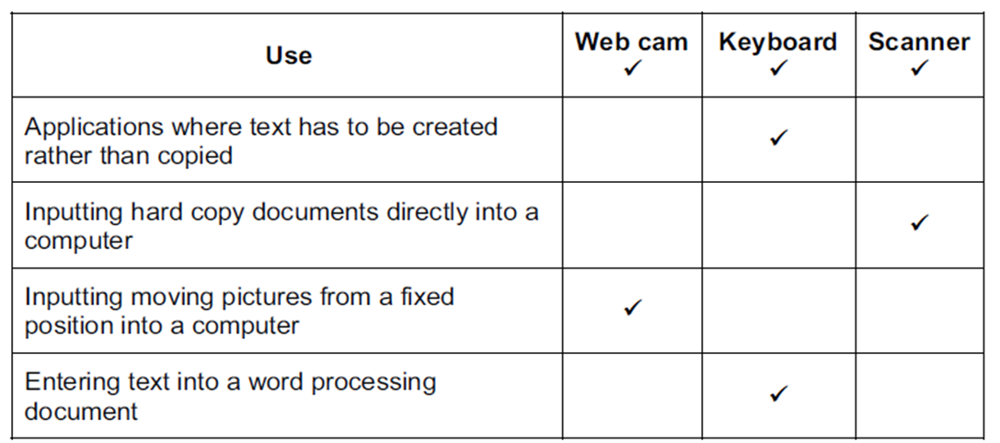 Use
Web cam
✓
Keyboard
✓
Scanner
✓
Applications where text has to be created
rather than copied
✓
Inputting hard copy documents directly into a
computer
✓
Inputting moving pictures from a fixed
position into a computer
✓
Entering text into a word processing
document
✓